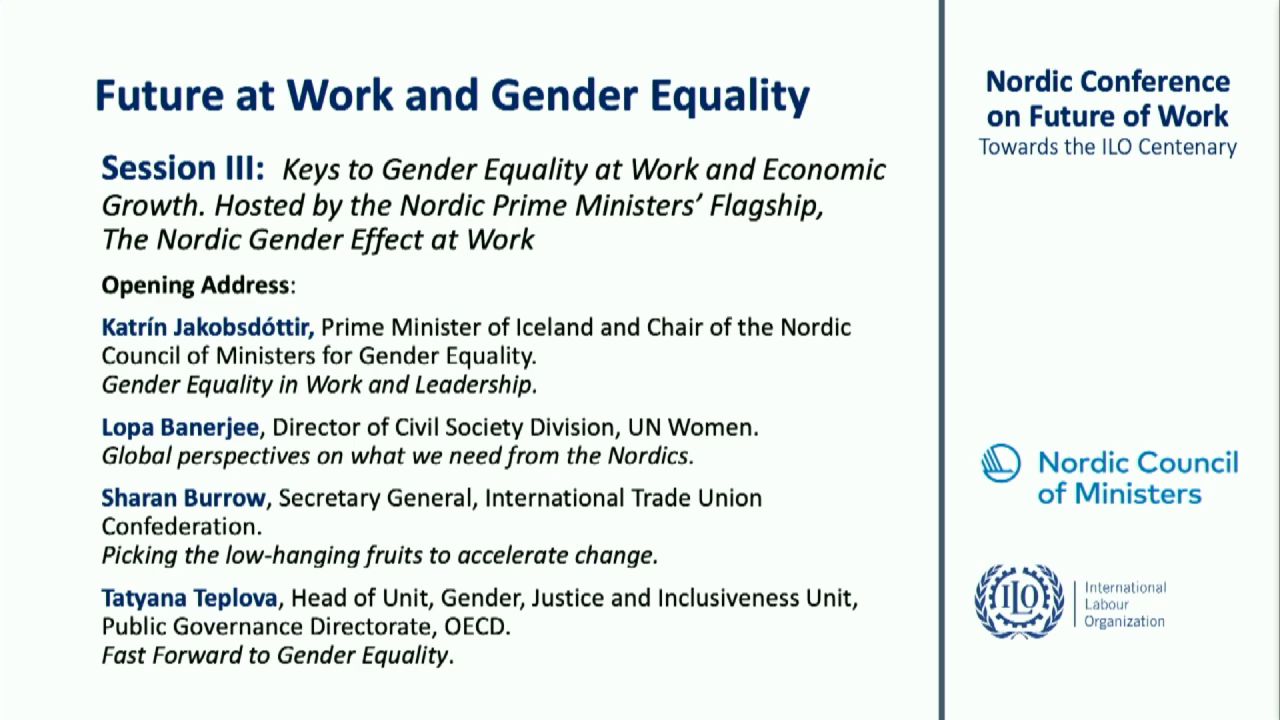 Future at Work and Gender Equality
Session III: Keys to Gender Equality at Work and Economic
Growth. Hosted by the Nordic Prime Ministers’ Flagship,
The Nordic Gender Effect at Work
Opening Address:
Katrín Jakobsdóttir, Prime Minister of Iceland and Chair of the Nordic
Council of Ministers for Gender Equality.
Gender Equality in Work and Leadership.
Lopa Banerjee, Director of Civil Society Division, UN Women.
Global perspectives on what we need from the Nordics.
Sharan Burrow, Secretary General, International Trade Union
Confederation.
Picking the low-hanging fruits to accelerate change.
Tatyana Teplova, Head of Unit, Gender, Justice and Inclusiveness Unit,
Public Governance Directorate, OECD.
Fast Forward to Gender Equality.
Nordic Conference
on Future of Work
Towards the ILO Centenary
Nordic Council
of Ministers
ILO
International
Labour
Organization